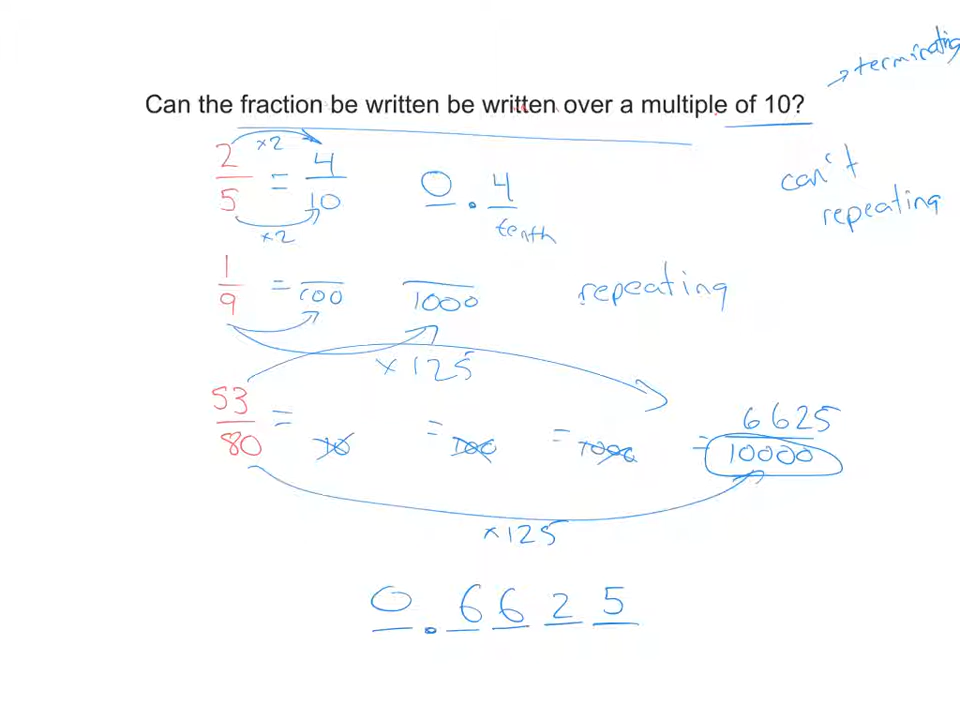 → terminating
Can the fraction be written be written over a multiple of 10?
×2
2/5 = 4/10 0.4
tenth
×2
can't
repeating
1/9 = /100 /1000 repeating
×125
53/80 = 10 = 100 = 1000 = 6625/10000
×125
0.6625